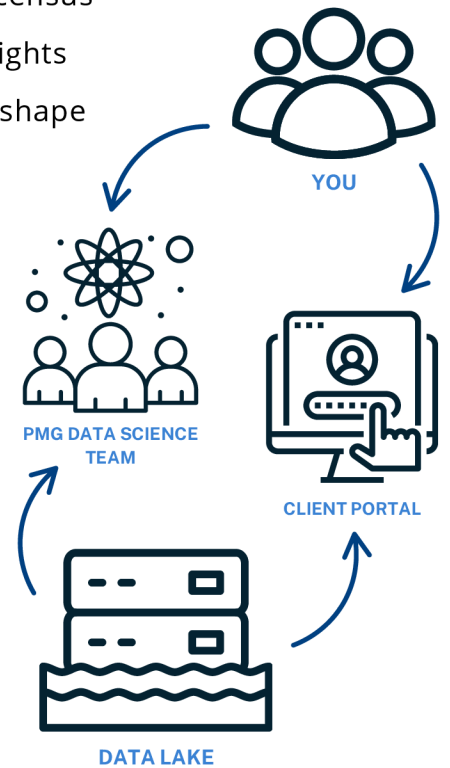 ights
shape
YOU
PMG DATA SCIENCE
TEAM
CLIENT PORTAL
DATA LAKE